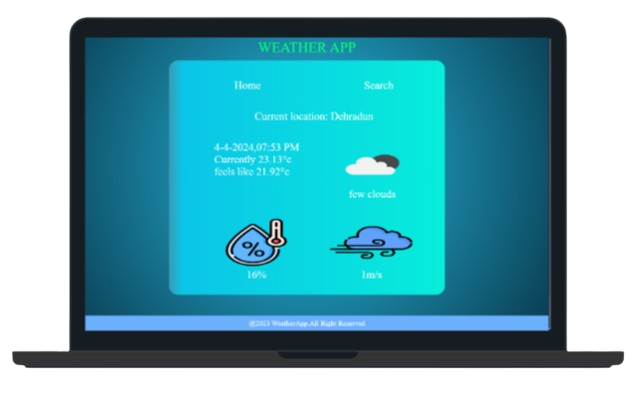 WEATHER APP
Home
Search
Current location: Dehradun
4-4-2024,07:53 PM
Currently 23.13°c
feels like 21.92°c
few clouds
%
16%
1m/s
@2023 WeatherApp.All Right Reserved